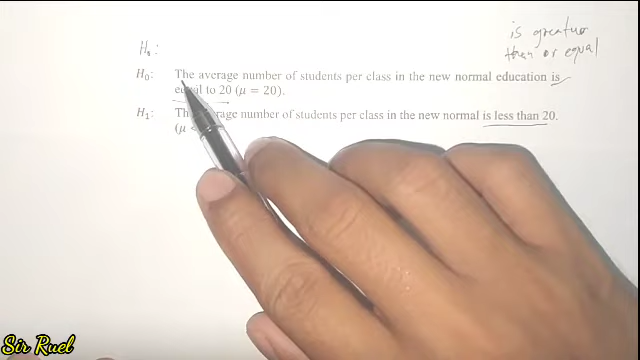 is greater
than or equal
H₀:
H₀: The average number of students per class in the new normal education is
equal to 20 (μ = 20).
H₁: The average number of students per class in the new normal is less than 20.
(μ <
Sir Ruel